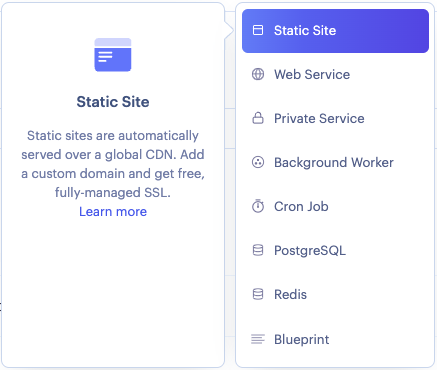 Static Site
Static sites are automatically
served over a global CDN. Add
a custom domain and get free,
fully-managed SSL.
Learn more
Static Site
Web Service
Private Service
Background Worker
Cron Job
PostgreSQL
Redis
Blueprint